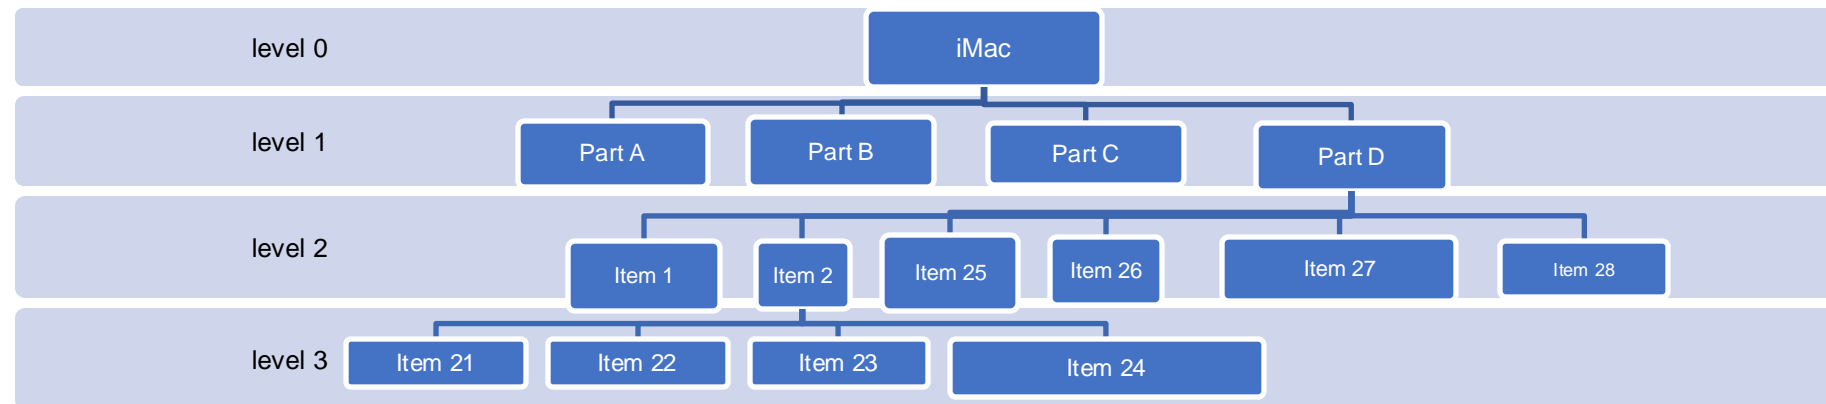 level 0
iMac
level 1
Part A
Part B
Part C
Part D
level 2
Item 1
Item 2
Item 25
Item 26
Item 27
Item 28
level 3
Item 21
Item 22
Item 23
Item 24